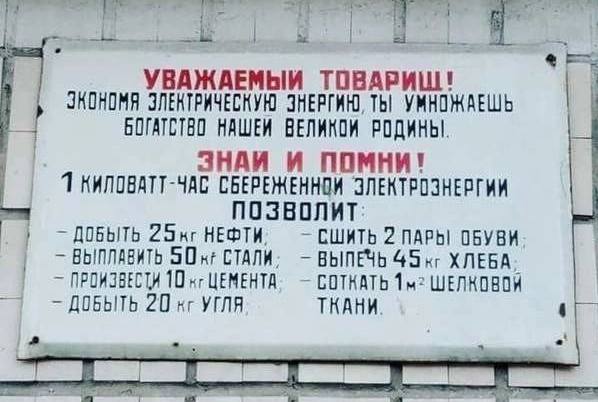 УВАЖАЕМЫЙ ТОВАРИЩ!
ЭКОНОМЯ ЭЛЕКТРИЧЕСКУЮ ЭНЕРГИЮ, ТЫ УМНОЖАЕШЬ
БОГАТСТВО НАШЕЙ ВЕЛИКОЙ РОДИНЫ.
ЗНАЙ И ПОМНИ!
1 КИЛОВАТТ-ЧАС СБЕРЕЖЕННОЙ ЭЛЕКТРОЭНЕРГИИ
ПОЗВОЛИТ:
- ДОБЫТЬ 25 кг НЕФТИ;
- ВЫПЛАВИТЬ 50 кг СТАЛИ;
- ПРОИЗВЕСТИ 10 кг ЦЕМЕНТА;
- ДОБЫТЬ 20 кг УГЛЯ;
- СШИТЬ 2 ПАРЫ ОБУВИ;
- ВЫПЕЧЬ 45 кг ХЛЕБА;
- СОТКАТЬ 1 м² ШЕЛКОВОЙ
ТКАНИ.